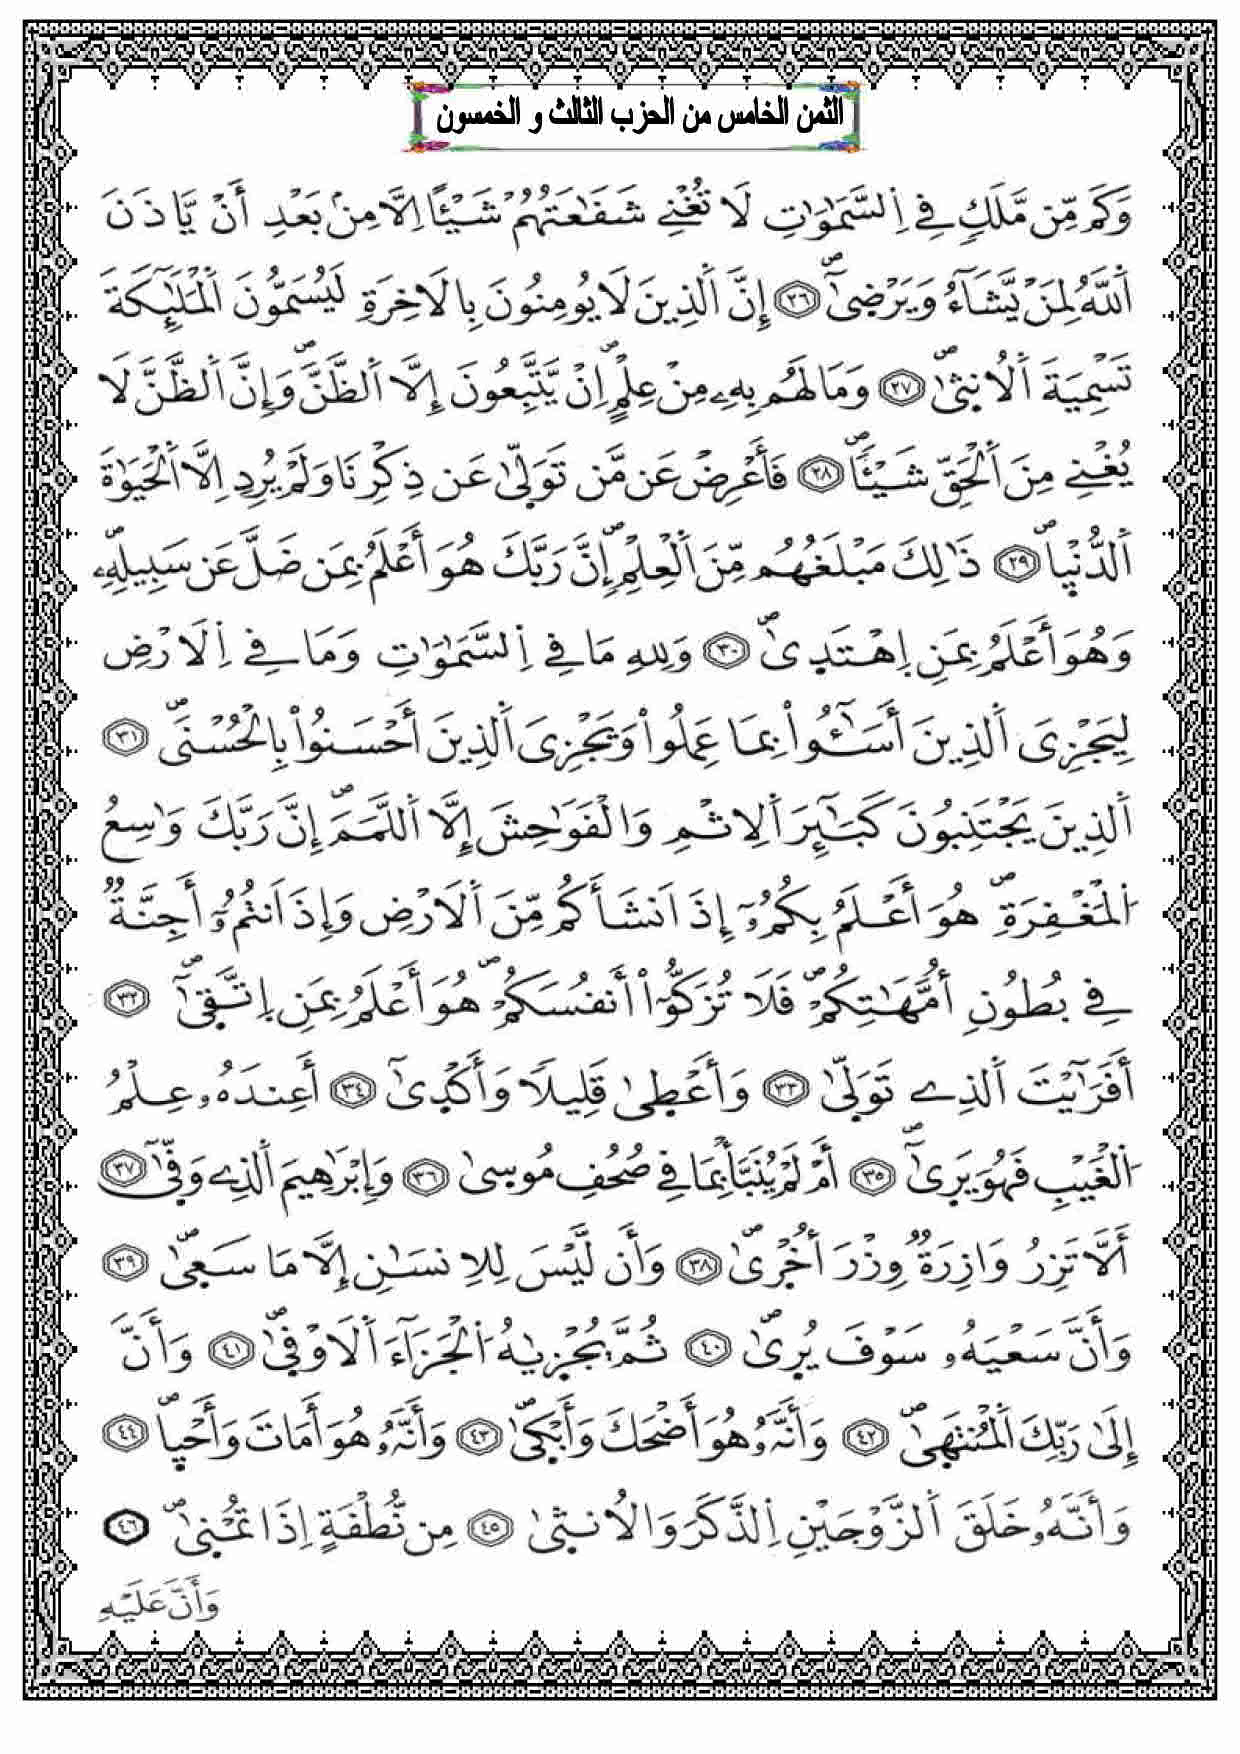 الثمن الخامس من الحزب الثالث و الخمسون
وَكَم مِّن مَّلَكٍ فِے اِ۬لسَّمَٰوَٰتِ لَا تُغْنِے شَفَٰعَتُهُمْ شَيْـًٔا اِلَّا مِنۢ بَعْدِ أَنْ يَّاذَنَ
اَ۬للَّهُ لِمَنْ يَّشَآءُ وَيَرْض۪ىٰٓۖ ٢٦ إِنَّ اَ۬لذِينَ لَا يُومِنُونَ بِالَاخِرَةِ لَيُسَمُّونَ اَ۬لْمَلَٰٓئِكَةَ
تَسْمِيَةَ اَ۬لُانث۪ىٰۖ ٢٧ وَمَا لَهُم بِهِۦ مِنْ عِلْمٍۖ اِنْ يَّتَّبِعُونَ إِلَّا اَ۬لظَّنَّۖ وَإِنَّ اَ۬لظَّنَّ لَا
يُغْنِے مِنَ اَ۬لْحَقِّ شَيْـٔاًۖ ٢٨ فَأَعْرِضْ عَن مَّن تَوَلّ۪ىٰ عَن ذِكْرِنَا وَلَمْ يُرِدِ اِلَّا اَ۬لْحَيَوٰةَ
اَ۬لدُّنْي۪اۖ ٢٩ ذَٰلِكَ مَبْلَغُهُم مِّنَ اَ۬لْعِلْمِۖ إِنَّ رَبَّكَ هُوَ أَعْلَمُ بِمَن ضَلَّ عَن سَبِيلِهِۦۖ
وَهُوَ أَعْلَمُ بِمَنِ اِ۪هْتَد۪ىٰۖ ٣٠ وَلِلهِ مَا فِے اِ۬لسَّمَٰوَٰتِ وَمَا فِے اِ۬لَارْضِ
لِيَجْزِيَ اَ۬لذِينَ أَسَٰٓـُٔواْ بِمَا عَمِلُواْ وَيَجْزِيَ اَ۬لذِينَ أَحْسَنُواْ بِالْحُسْنَيۖ ٣١
اَ۬لذِينَ يَجْتَنِبُونَ كَبَٰٓئِرَ اَ۬لِاثْمِ وَالْفَوَٰحِشَ إِلَّا اَ۬للَّمَمَۖ إِنَّ رَبَّكَ وَٰسِعُ
اُ۬لْمَغْفِرَةِۖ هُوَ أَعْلَمُ بِكُمُۥٓ إِذَ اَنشَأَكُم مِّنَ اَ۬لَارْضِ وَإِذَ اَنتُمُۥٓ أَجِنَّةٞ
فِے بُطُونِ أُمَّهَٰتِكُمْۖ فَلَا تُزَكُّوٓاْ أَنفُسَكُمْۖ هُوَ أَعْلَمُ بِمَنِ اِ۪تَّق۪ىٰٓۖ ٣٢
أَفَرَٰٓيْتَ اَ۬لذِے تَوَلّ۪ىٰ ٣٣ وَأَعْط۪ىٰ قَلِيلًا وَأَكْد۪ىٰٓ ٣٤ أَعِندَهُۥ عِلْمُ
اُ۬لْغَيْبِ فَهُوَ يَر۪ىٰٓۖ ٣٥ أَمْ لَمْ يُنَبَّأْ بِمَا فِے صُحُفِ مُوس۪ىٰ ٣٦ وَإِبْرَٰهِيمَ اَ۬لذِے وَفّ۪ىٰٓ ٣٧
أَلَّا تَزِرُ وَازِرَةٞ وِزْرَ أُخْر۪ىٰۖ ٣٨ وَأَن لَّيْسَ لِلِانسَٰنِ إِلَّا مَا سَع۪ىٰۖ ٣٩
وَأَنَّ سَعْيَهُۥ سَوْفَ يُر۪ىٰۖ ٤٠ ثُمَّ يُجْز۪ىٰهُ اُ۬لْجَزَآءَ اَ۬لَاوْف۪ىٰۖ ٤١ وَأَنَّ
إِلَىٰ رَبِّكَ اَ۬لْمُنتَه۪ىٰۖ ٤٢ وَأَنَّهُۥ هُوَ أَضْحَكَ وَأَبْك۪ىٰۖ ٤٣ وَأَنَّهُۥ هُوَ أَمَاتَ وَأَحْي۪اۖ ٤٤
وَأَنَّهُۥ خَلَقَ اَ۬لزَّوْجَيْنِ اِ۬لذَّكَرَ وَالُانث۪ىٰ ٤٥ مِن نُّطْفَةٍ إِذَا تُمْن۪ىٰۖ ٤٦
وَأَنَّ عَلَيْهِ